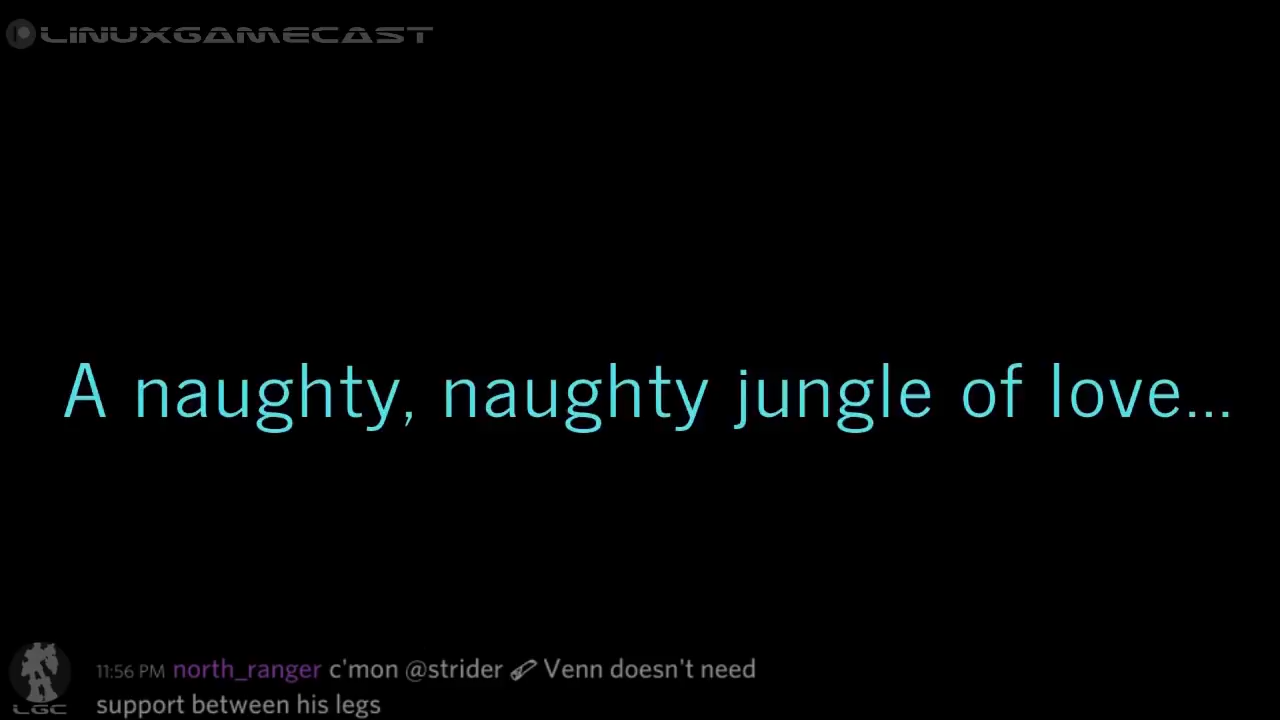 LINUXGAMECAST
A naughty, naughty jungle of love...
11:56 PM north_ranger c'mon @strider Venn doesn't need
support between his legs
LGC